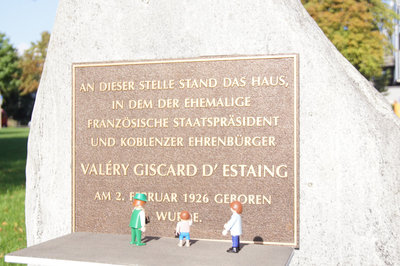 AN DIESER STELLE STAND DAS HAUS,
IN DEM DER EHEMALIGE
FRANZÖSISCHE STAATSPRÄSIDENT
UND KOBLENZER EHRENBÜRGER
VALÉRY GISCARD D' ESTAING
AM 2. FEBRUAR 1926 GEBOREN
WURDE.